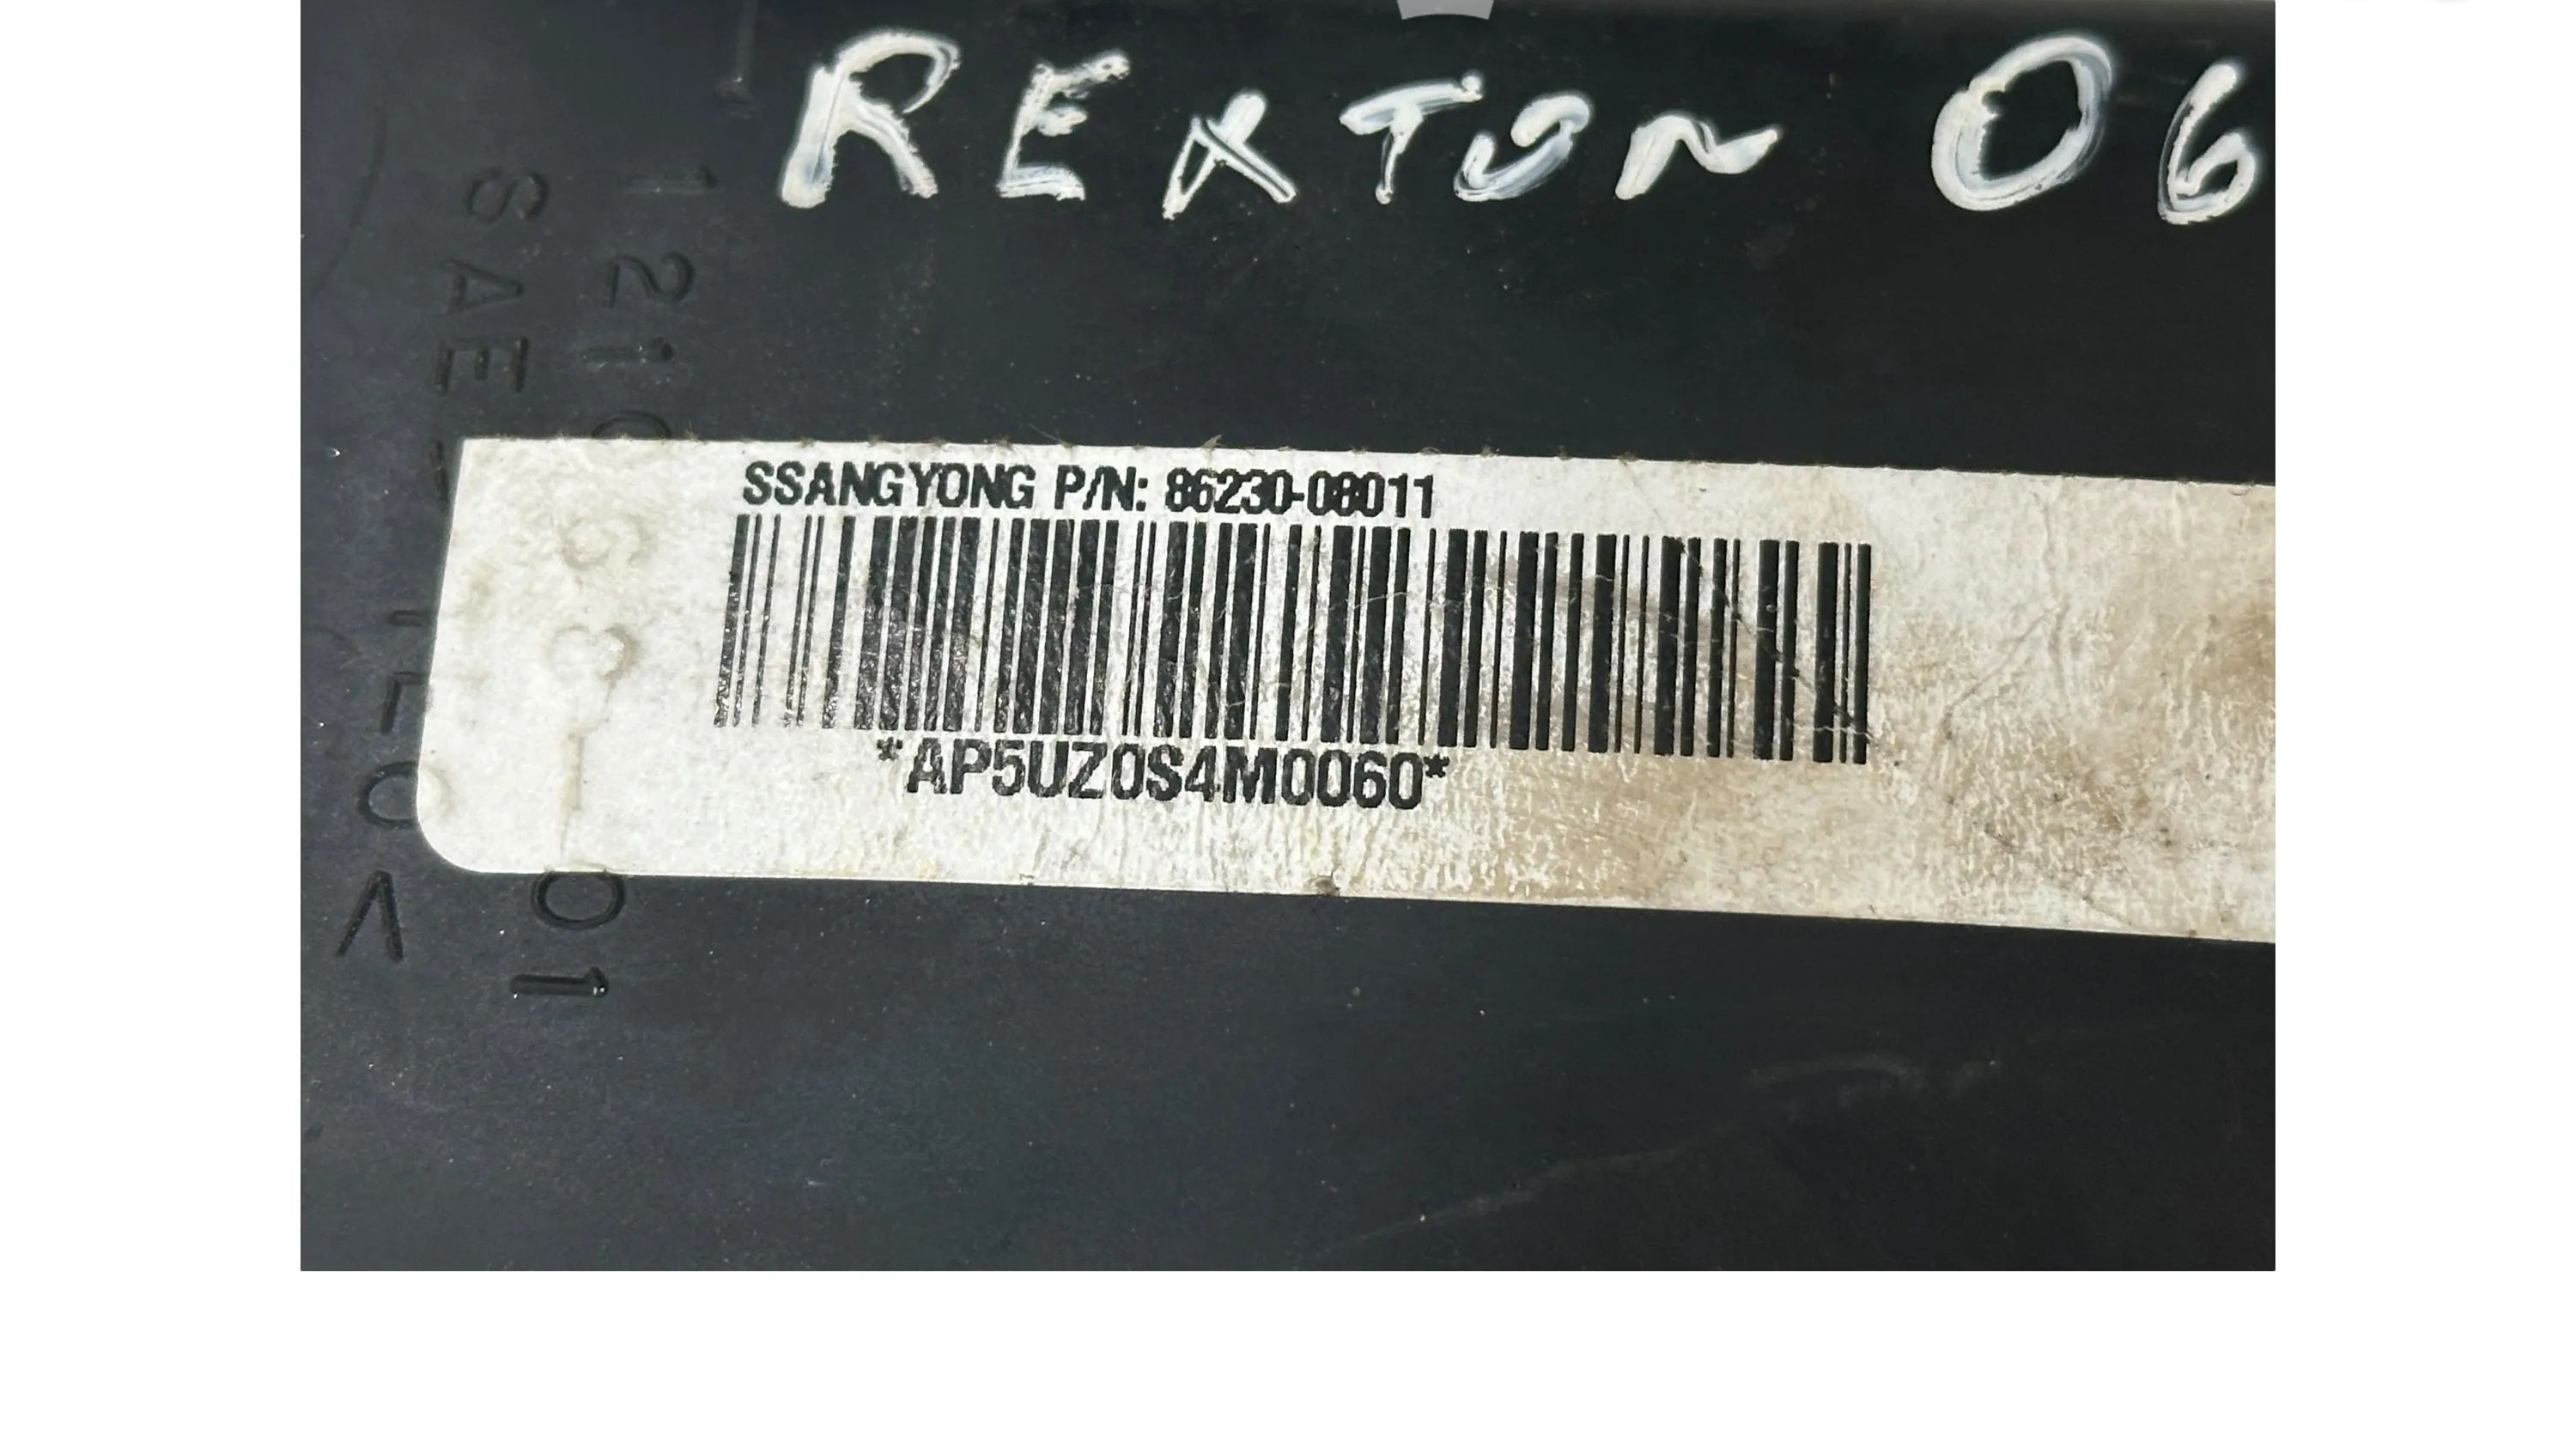 REXTON 06
SSANGYONG P/N: 86230-08011
*AP5UZ0S4M0060*